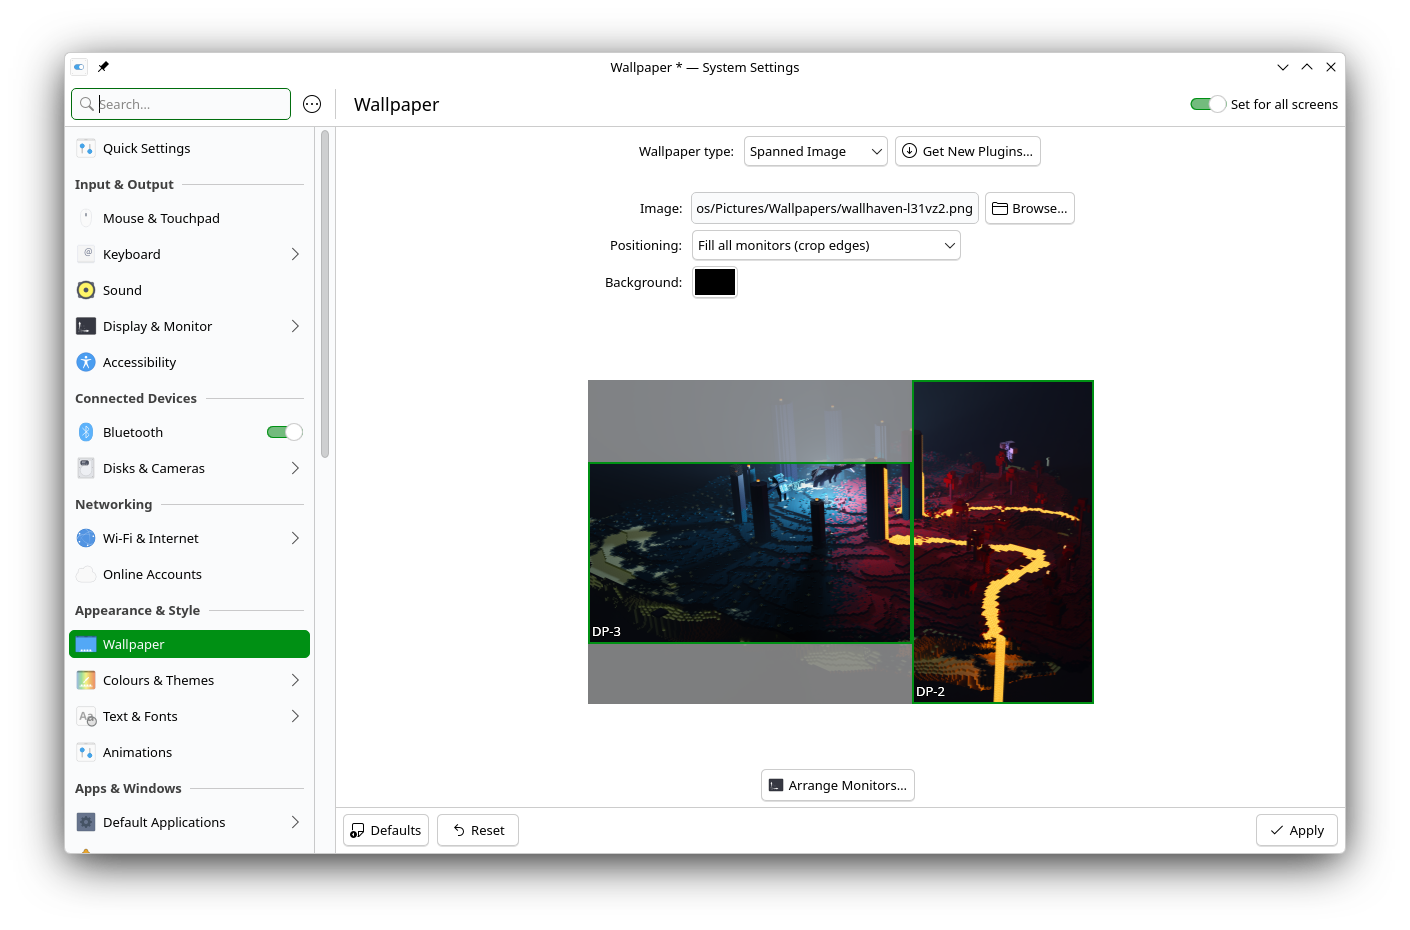 Wallpaper * — System Settings
Search...
Wallpaper
Set for all screens
Quick Settings
Input & Output
Mouse & Touchpad
Keyboard
Sound
Display & Monitor
Accessibility
Connected Devices
Bluetooth
Disks & Cameras
Networking
Wi-Fi & Internet
Online Accounts
Appearance & Style
Wallpaper
Colours & Themes
Text & Fonts
Animations
Apps & Windows
Default Applications
Wallpaper type: Spanned Image Get New Plugins...
Image: os/Pictures/Wallpapers/wallhaven-l31vz2.png Browse...
Positioning: Fill all monitors (crop edges)
Background:
DP-3
DP-2
Arrange Monitors...
Defaults Reset Apply